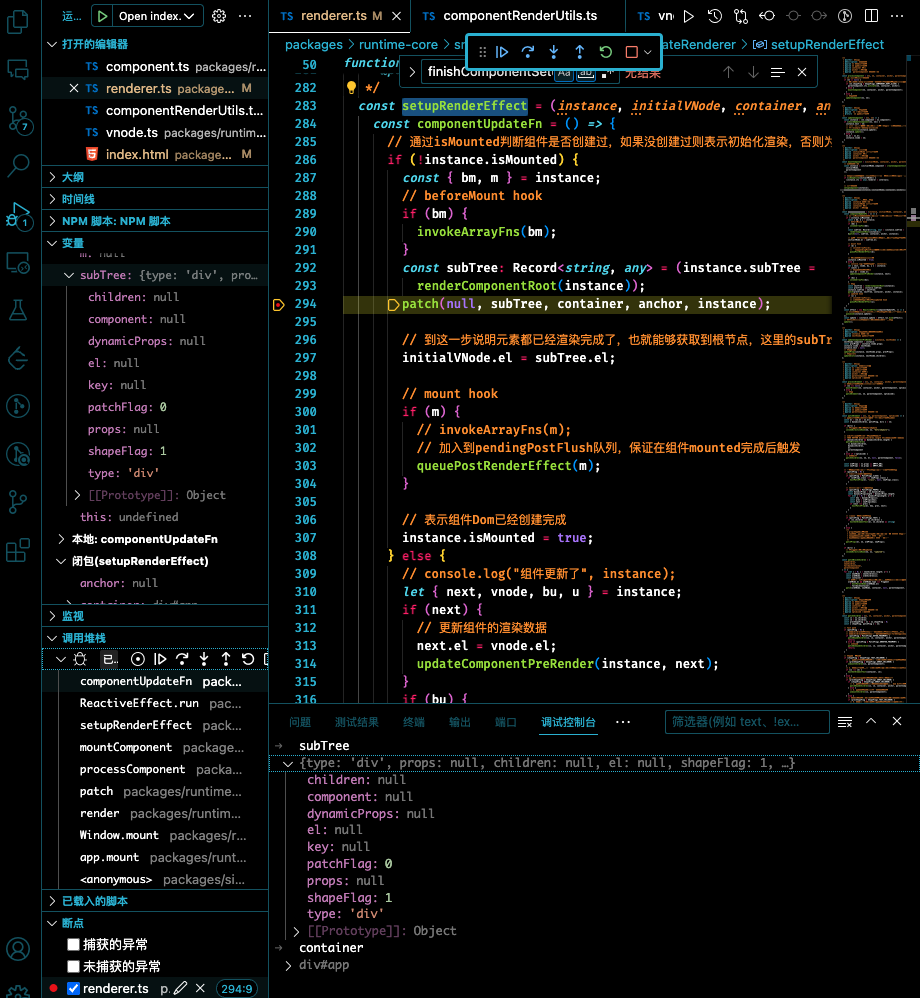 运...
Open index.
打开的编辑器
TS component.ts packages/r...
TS renderer.ts package... M
TS componentRenderUtils.t...
TS vnode.ts packages/runtim...
index.html package... M
大纲
时间线
NPM 脚本: NPM 脚本
变量
m: null
subTree: {type: 'div', pro…
children: null
component: null
dynamicProps: null
el: null
key: null
patchFlag: 0
props: null
shapeFlag: 1
type: 'div'
[[Prototype]]: Object
this: undefined
本地: componentUpdateFn
闭包(setupRenderEffect)
anchor: null
container: div#app
监视
调用堆栈
已..
componentUpdateFn pack...
ReactiveEffect.run pac...
setupRenderEffect pack...
mountComponent package...
processComponent packa...
patch packages/runtime...
render packages/runtim...
Window.mount packages/r...
app.mount packages/runt...
<anonymous> packages/si...
已载入的脚本
断点
捕获的异常
未捕获的异常
renderer.ts p. 294:9
7
1
TS renderer.ts M
TS componentRenderUtils.ts
TS vn
packages > runtime-core > sr
ateRenderer > setupRenderEffect
finishComponentSet
Aa ab .*
无结果
50 function
282 */
283 const setupRenderEffect = (instance, initialVNode, container, an
284 const componentUpdateFn = () => {
285 // 通过isMounted判断组件是否创建过，如果没创建过则表示初始化渲染，否则为
286 if (!instance.isMounted) {
287 const { bm, m } = instance;
288 // beforeMount hook
289 if (bm) {
290 invokeArrayFns(bm);
291 }
292 const subTree: Record<string, any> = (instance.subTree =
293 renderComponentRoot(instance));
294 patch(null, subTree, container, anchor, instance);
295
296 // 到这一步说明元素都已经渲染完成了，也就能够获取到根节点，这里的subTr
297 initialVNode.el = subTree.el;
298
299 // mount hook
300 if (m) {
301 // invokeArrayFns(m);
302 // 加入到pendingPostFlush队列，保证在组件mounted完成后触发
303 queuePostRenderEffect(m);
304 }
305
306 // 表示组件Dom已经创建完成
307 instance.isMounted = true;
308 } else {
309 // console.log("组件更新了", instance);
310 let { next, vnode, bu, u } = instance;
311 if (next) {
312 // 更新组件的渲染数据
313 next.el = vnode.el;
314 updateComponentPreRender(instance, next);
315 }
316 if (bu) {
问题 测试结果 终端 输出 端口 调试控制台 ...
筛选器(例如 text、!ex...
subTree
{type: 'div', props: null, children: null, el: null, shapeFlag: 1, …}
children: null
component: null
dynamicProps: null
el: null
key: null
patchFlag: 0
props: null
shapeFlag: 1
type: 'div'
[[Prototype]]: Object
container
div#app